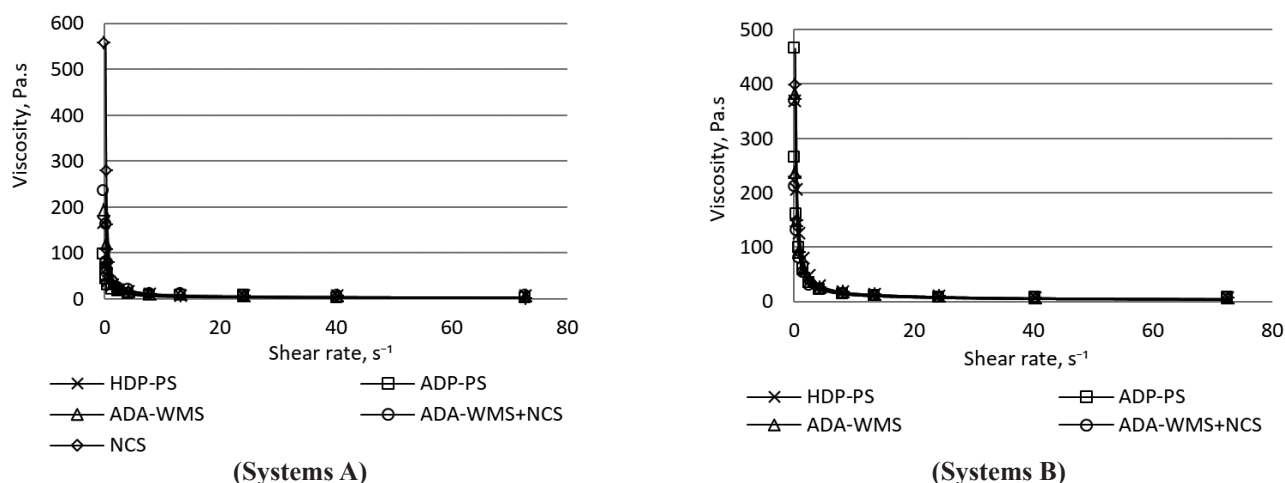 600
500
400
300
200
100
0
Viscosity, Pa.s
0 20 40 60 80
Shear rate, s⁻¹
HDP-PS ADP-PS
ADA-WMS ADA-WMS+NCS
NCS
(Systems A)
500
400
300
200
100
0
Viscosity, Pa.s
0 20 40 60 80
Shear rate, s⁻¹
HDP-PS ADP-PS
ADA-WMS ADA-WMS+NCS
(Systems B)